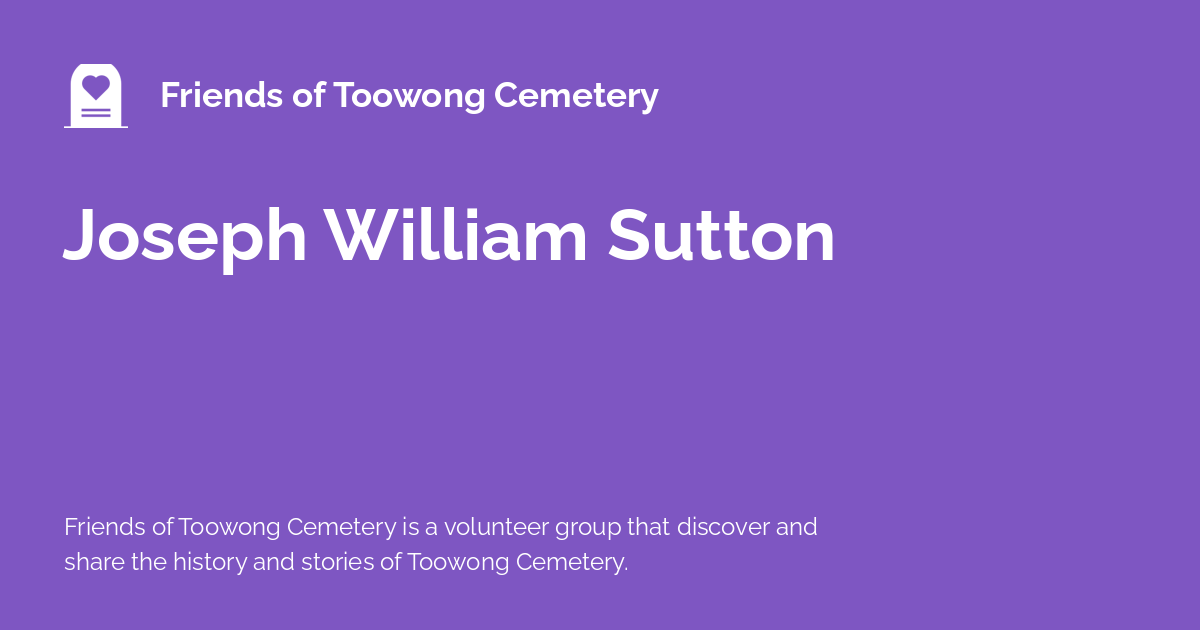 Friends of Toowong Cemetery
Joseph William Sutton
Friends of Toowong Cemetery is a volunteer group that discover and
share the history and stories of Toowong Cemetery.